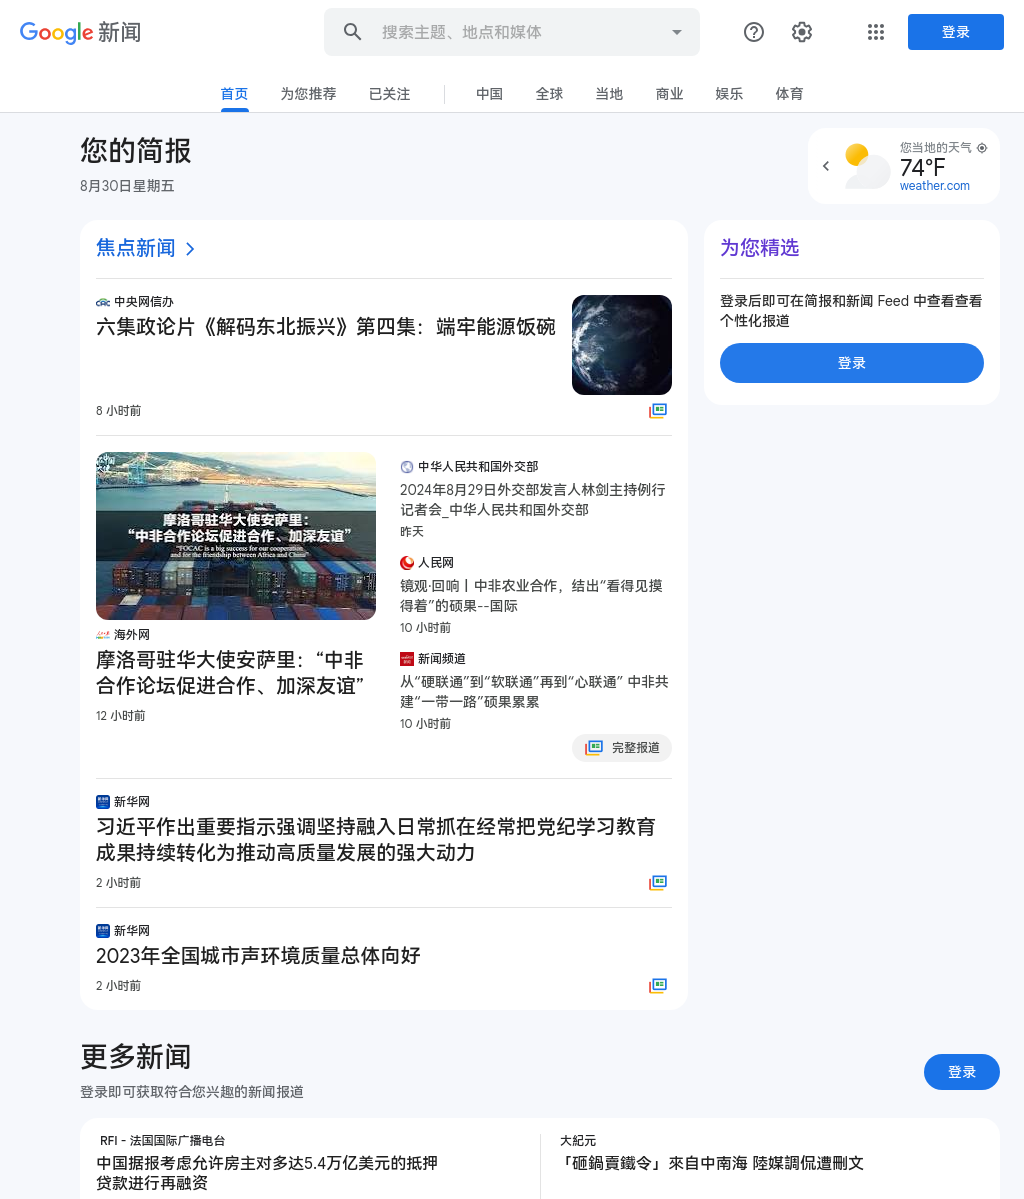 Google 新闻
搜索主题、地点和媒体
登录
首页 为您推荐 已关注 中国 全球 当地 商业 娱乐 体育
您的简报
8月30日星期五
您当地的天气
74°F
weather.com
焦点新闻
中央网信办
六集政论片《解码东北振兴》第四集：端牢能源饭碗
8 小时前
摩洛哥驻华大使安萨里：
“中非合作论坛促进合作、加深友谊”
"FOCAC is a big success for our cooperation
and for the friendship between Africa and China"
海外网
摩洛哥驻华大使安萨里：“中非
合作论坛促进合作、加深友谊”
12 小时前
中华人民共和国外交部
2024年8月29日外交部发言人林剑主持例行
记者会_中华人民共和国外交部
昨天
人民网
镜观·回响丨中非农业合作，结出“看得见摸
得着”的硕果--国际
10 小时前
新闻频道
从“硬联通”到“软联通”再到“心联通” 中非共
建“一带一路”硕果累累
10 小时前
完整报道
新华网
习近平作出重要指示强调坚持融入日常抓在经常把党纪学习教育
成果持续转化为推动高质量发展的强大动力
2 小时前
新华网
2023年全国城市声环境质量总体向好
2 小时前
为您精选
登录后即可在简报和新闻 Feed 中查看查看
个性化报道
登录
更多新闻
登录即可获取符合您兴趣的新闻报道
登录
RFI - 法国国际广播电台
中国据报考虑允许房主对多达5.4万亿美元的抵押
贷款进行再融资
大紀元
「砸鍋賣鐵令」來自中南海 陸媒調侃遭刪文